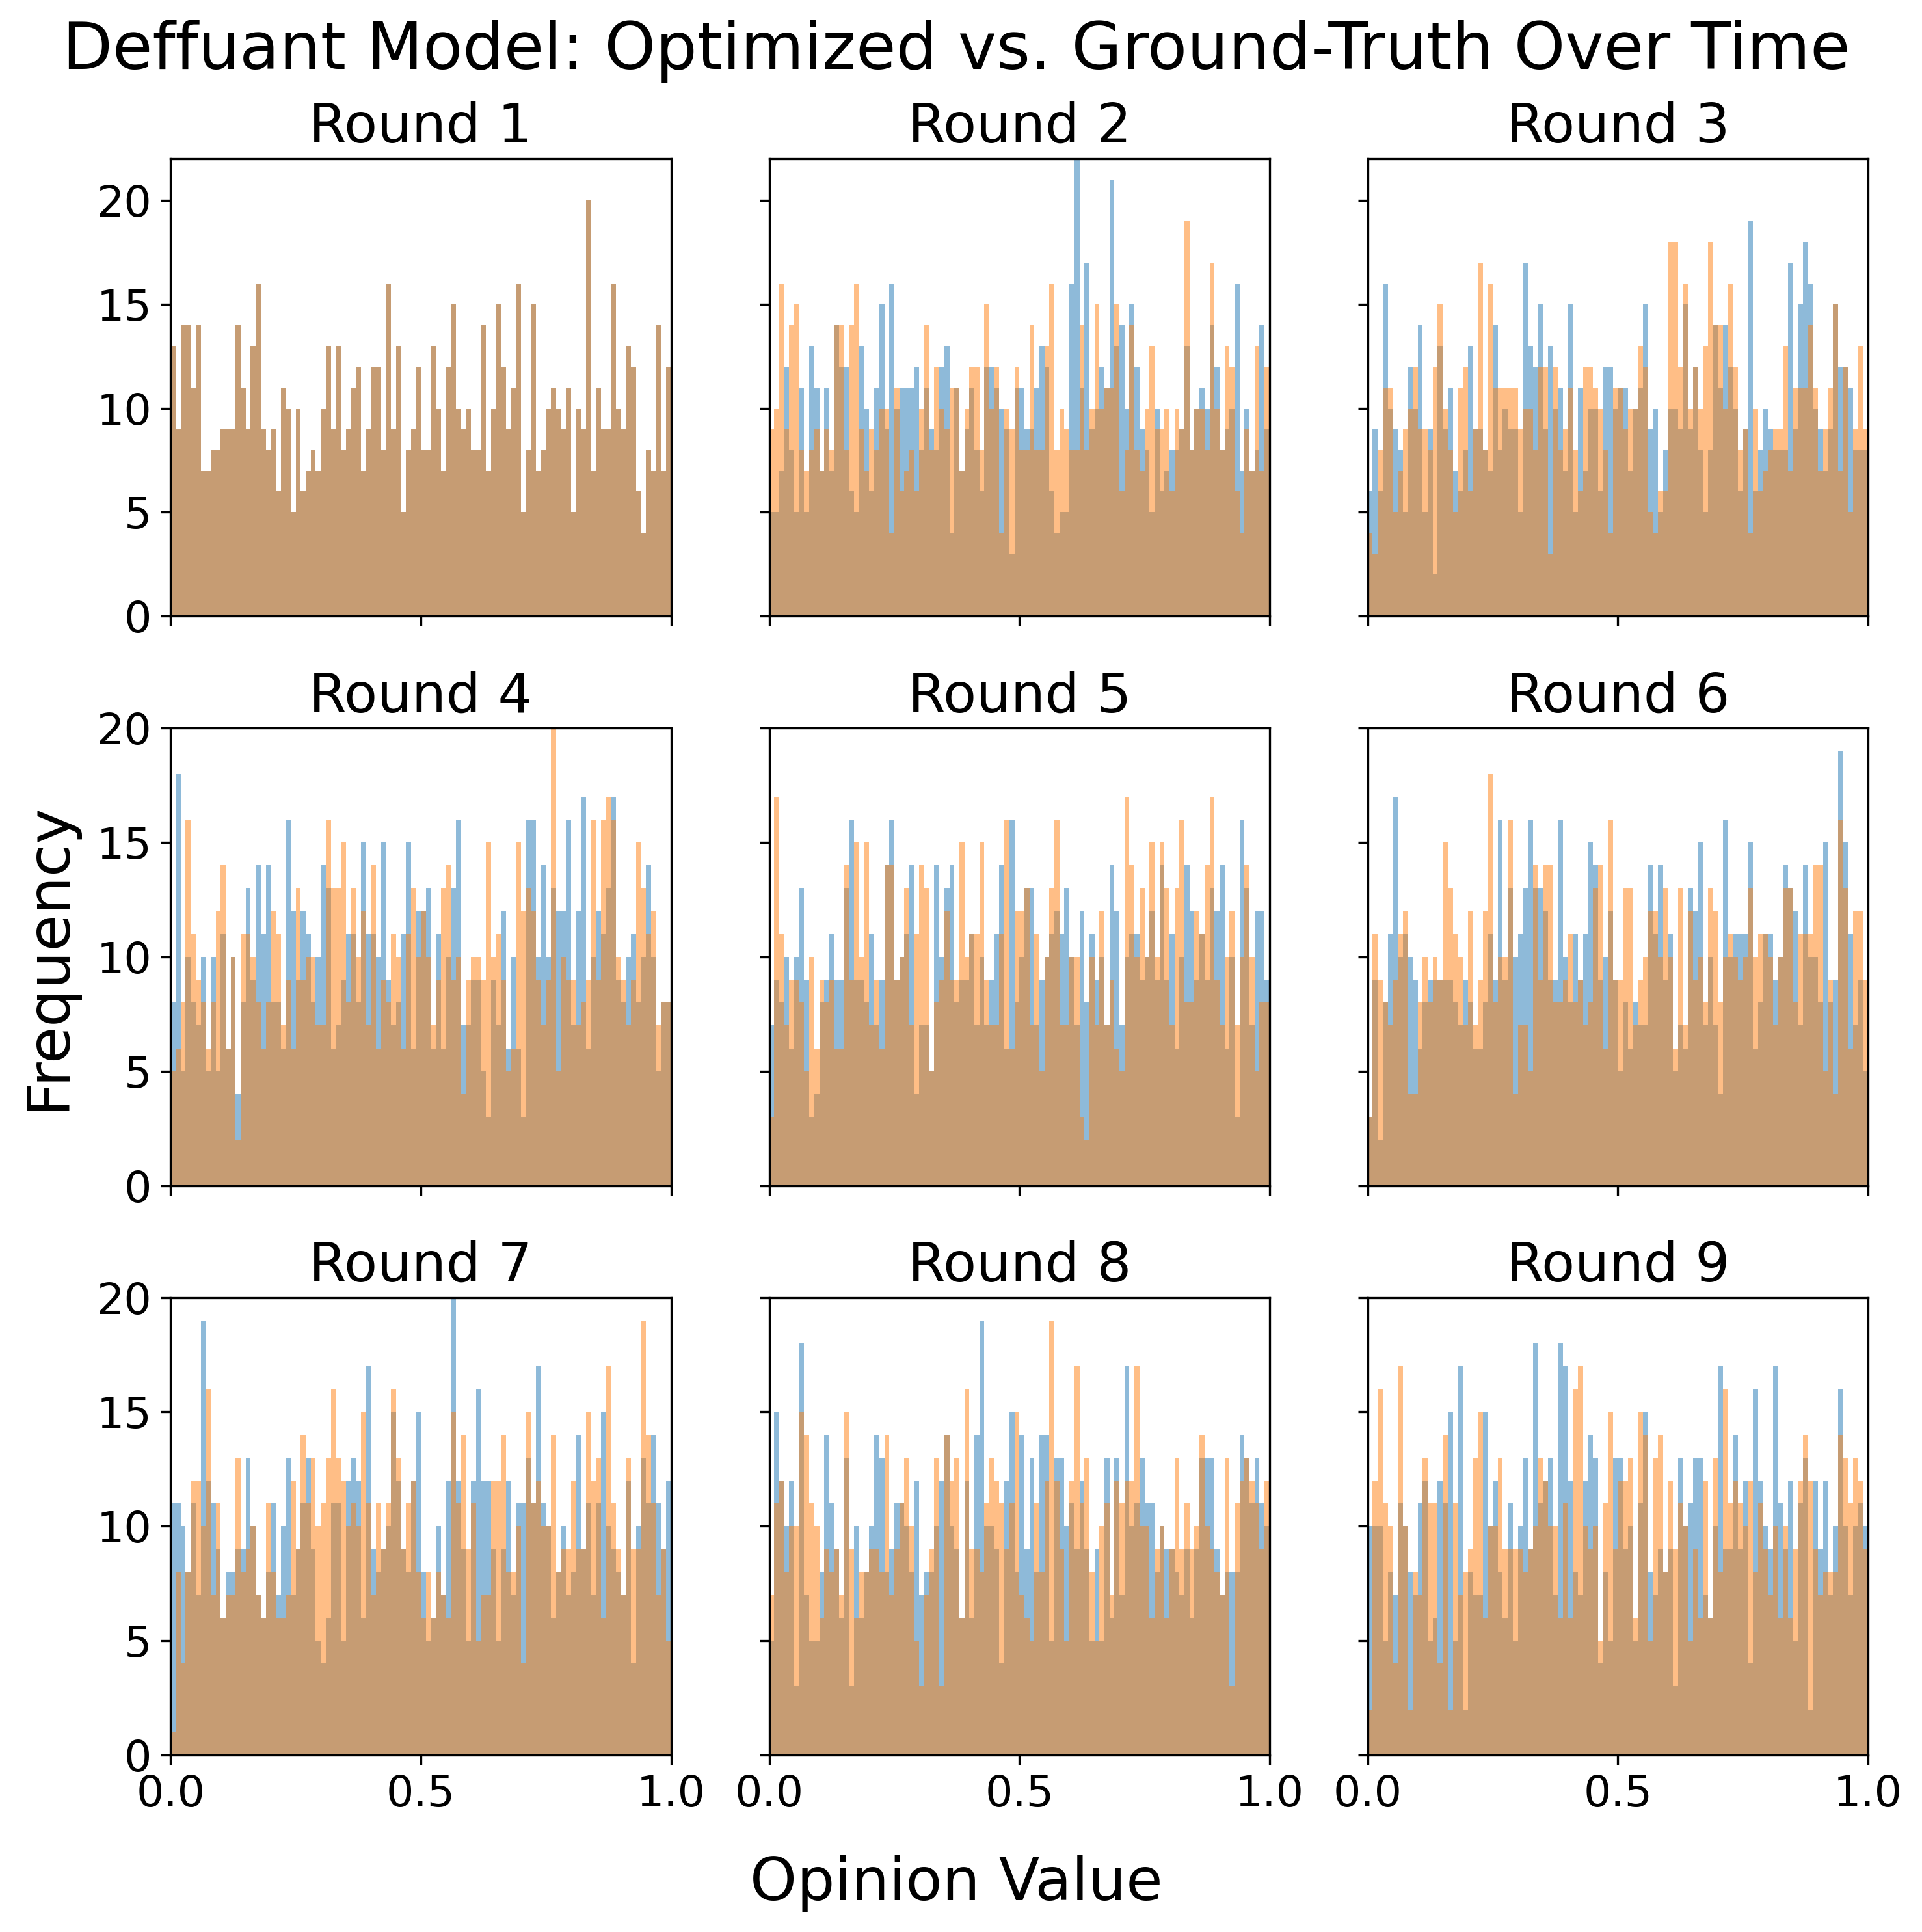 Deffuant Model: Optimized vs. Ground-Truth Over Time
Round 1
Round 2
Round 3
20
15
10
5
0
Round 4
Round 5
Round 6
20
15
10
5
0
Frequency
Round 7
Round 8
Round 9
20
15
10
5
0
0.0 0.5 1.0 0.0 0.5 1.0 0.0 0.5 1.0
Opinion Value